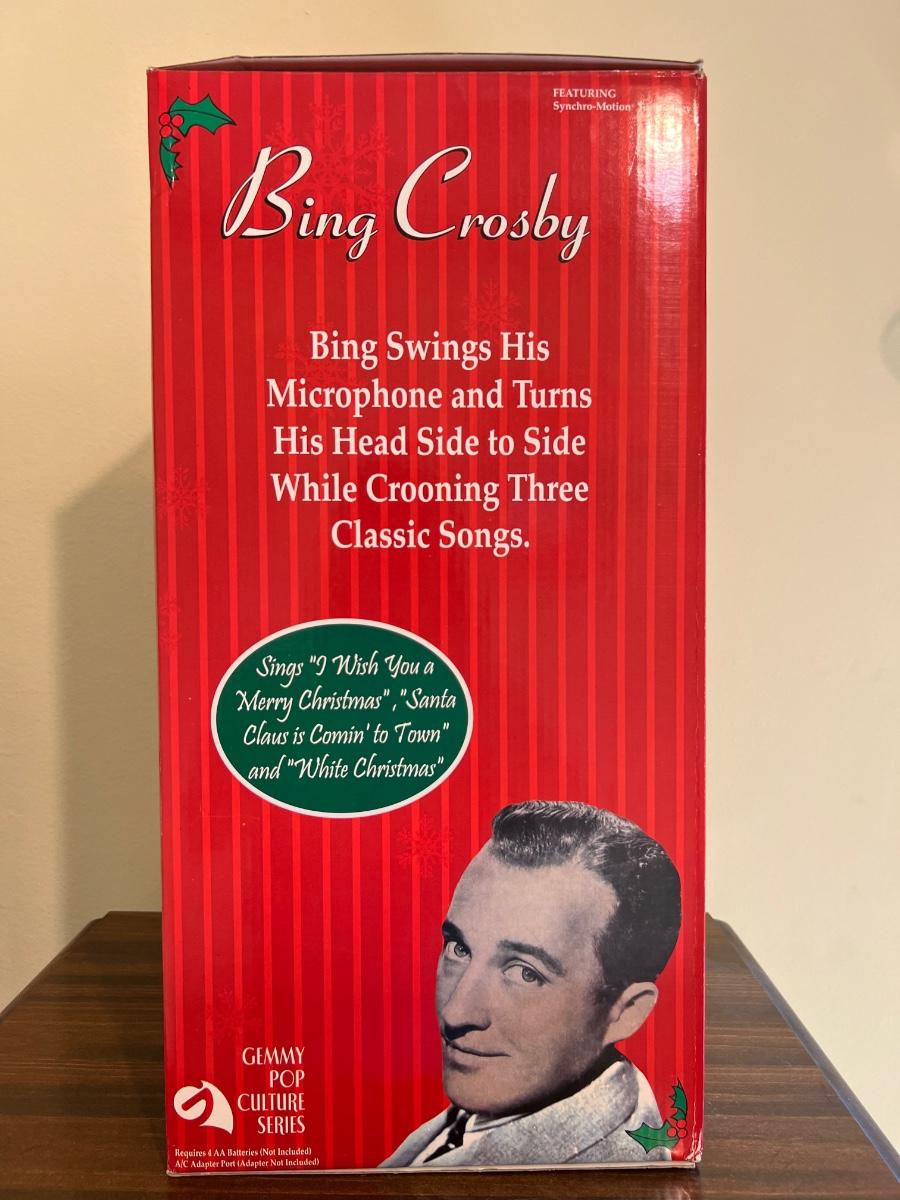 FEATURING
Synchro-Motion®
Bing Crosby
Bing Swings His
Microphone and Turns
His Head Side to Side
While Crooning Three
Classic Songs.
Sings "I Wish You a
Merry Christmas", "Santa
Claus is Comin' to Town"
and "White Christmas"
GEMMY
POP
CULTURE
SERIES
Requires 4 AA Batteries (Not Included)
A/C Adapter Port (Adapter Not Included)